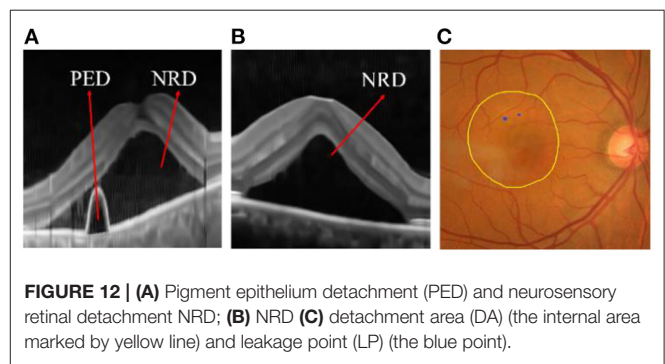 A B C
PED NRD
NRD
FIGURE 12 | (A) Pigment epithelium detachment (PED) and neurosensory
retinal detachment NRD; (B) NRD (C) detachment area (DA) (the internal area
marked by yellow line) and leakage point (LP) (the blue point).